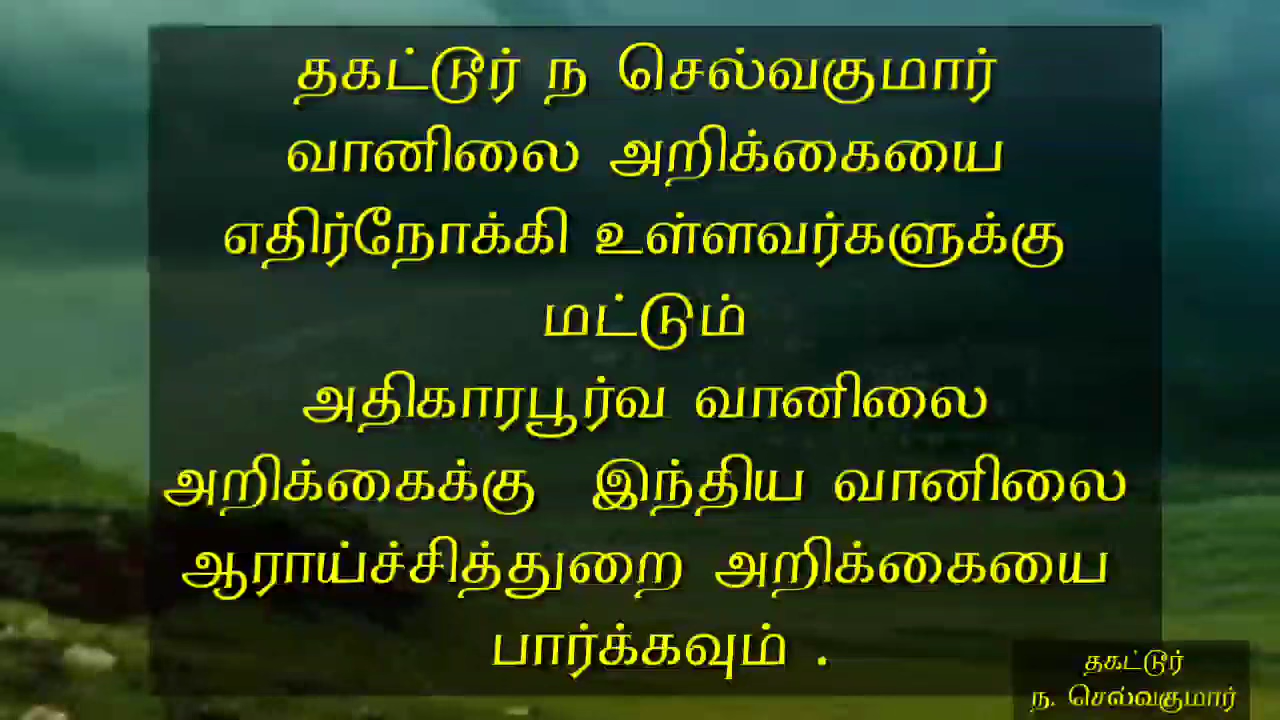 தகட்டூர் ந செல்வகுமார்
வானிலை அறிக்கையை
எதிர்நோக்கி உள்ளவர்களுக்கு
மட்டும்
அதிகாரபூர்வ வானிலை
அறிக்கைக்கு இந்திய வானிலை
ஆராய்ச்சித்துறை அறிக்கையை
பார்க்கவும் .
தகட்டூர்
ந. செல்வகுமார்